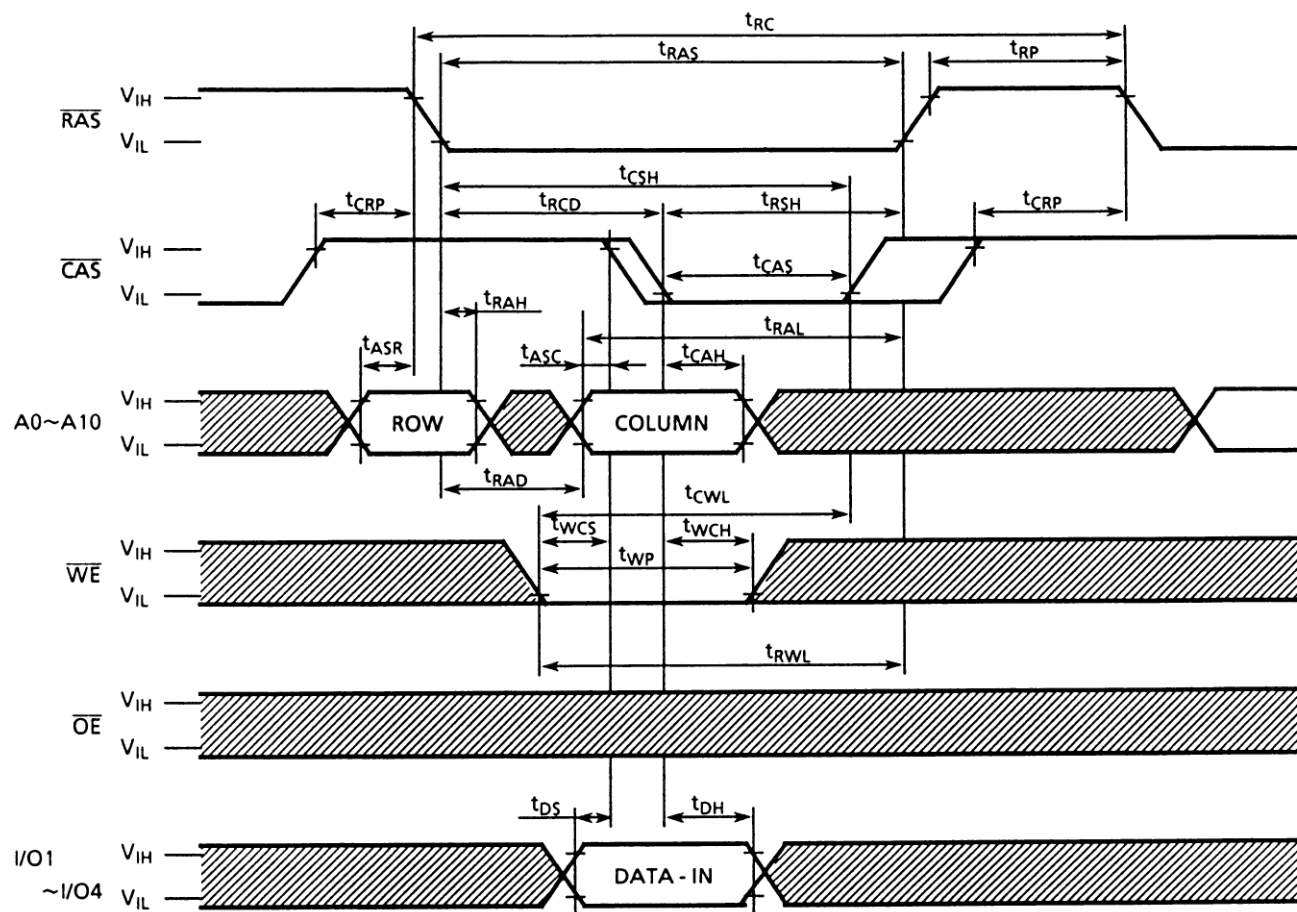 tRC
tRAS
tRP
VIH
RAS
VIL
tCSH
tCRP
tRCD
tRSH
tCRP
VIH
CAS
tCAS
VIL
tRAH
tRAL
tASR
tASC
tCAH
VIH
A0~A10
ROW
COLUMN
VIL
tRAD
tCWL
tWCS
tWCH
VIH
tWP
WE
VIL
tRWL
VIH
OE
VIL
tDS
tDH
VIH
I/O1
DATA - IN
~I/O4
VIL